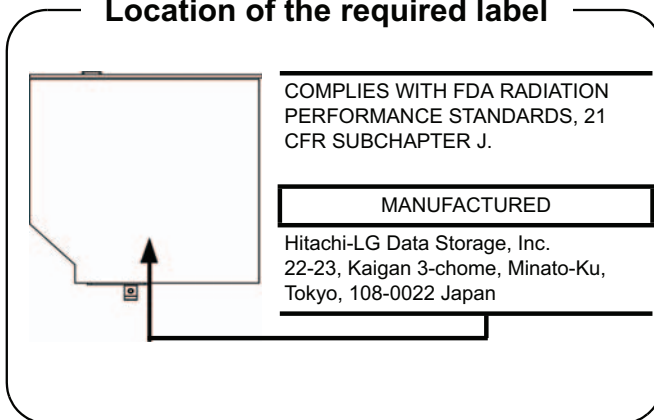 Location of the required label
COMPLIES WITH FDA RADIATION
PERFORMANCE STANDARDS, 21
CFR SUBCHAPTER J.
MANUFACTURED
Hitachi-LG Data Storage, Inc.
22-23, Kaigan 3-chome, Minato-Ku,
Tokyo, 108-0022 Japan